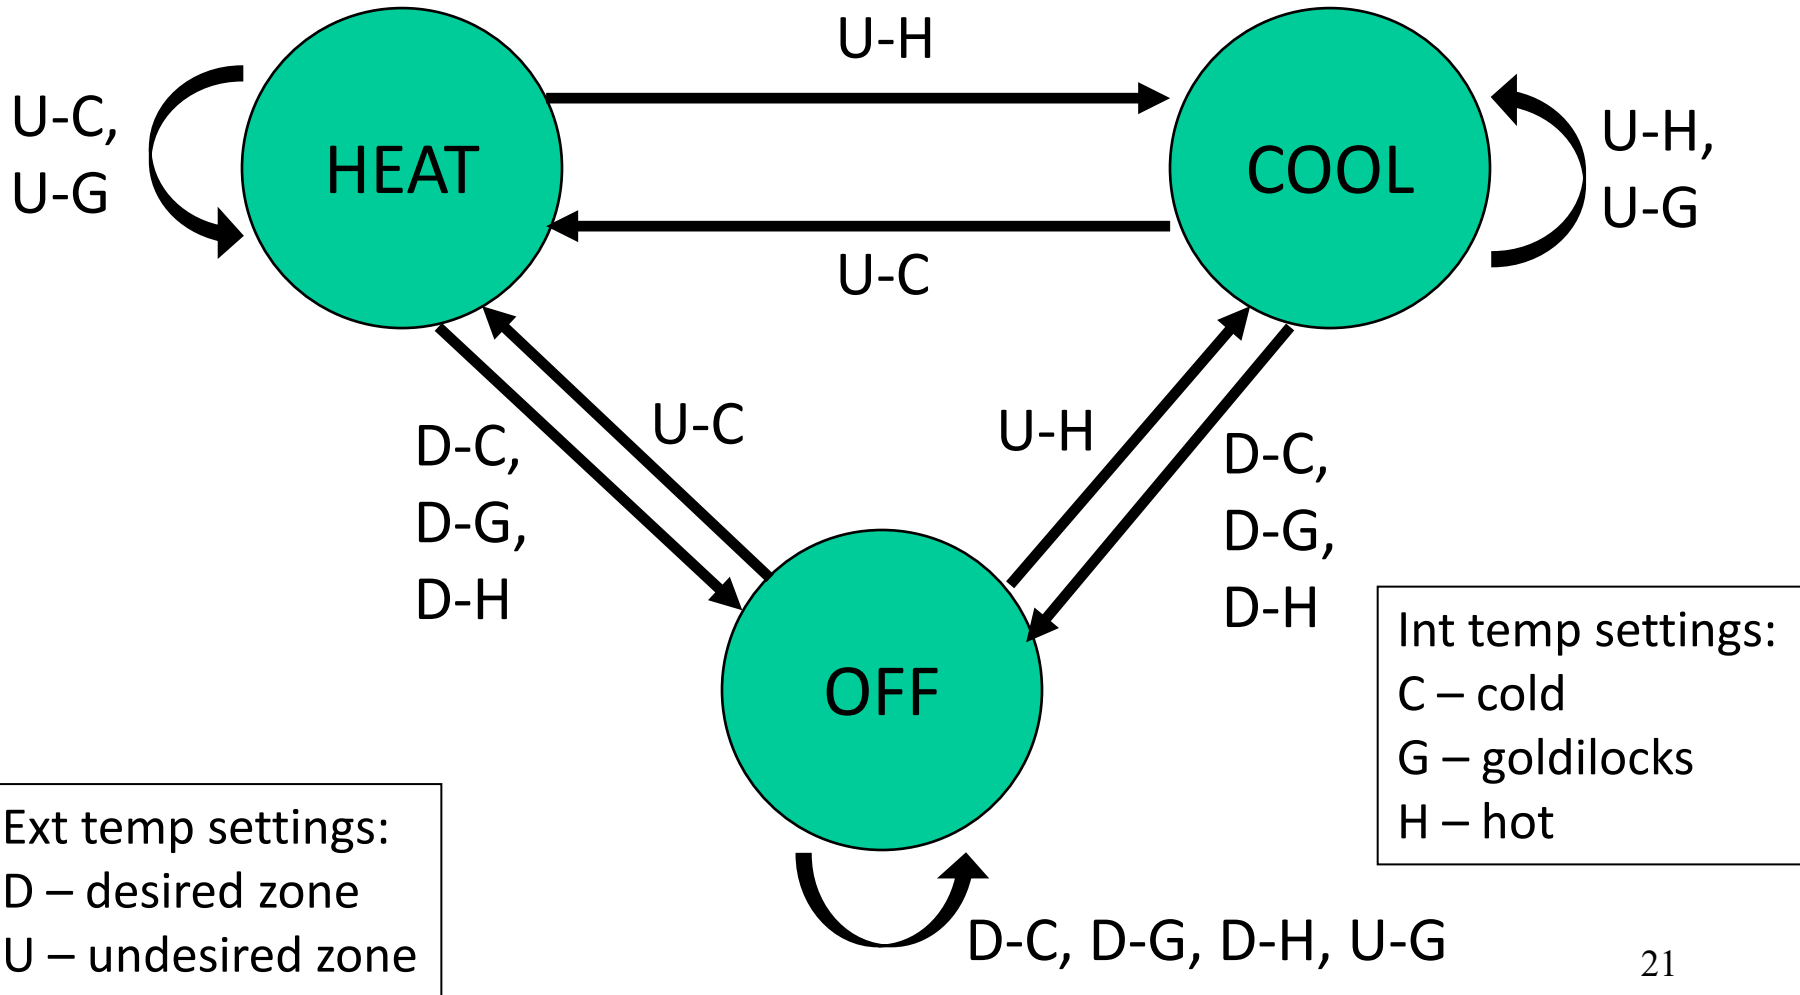 U-H
U-C,
U-G
HEAT
COOL
U-H,
U-G
U-C
U-C
D-C,
D-G,
D-H
U-H
D-C,
D-G,
D-H
OFF
Int temp settings:
C – cold
G – goldilocks
H – hot
Ext temp settings:
D – desired zone
U – undesired zone
D-C, D-G, D-H, U-G
21